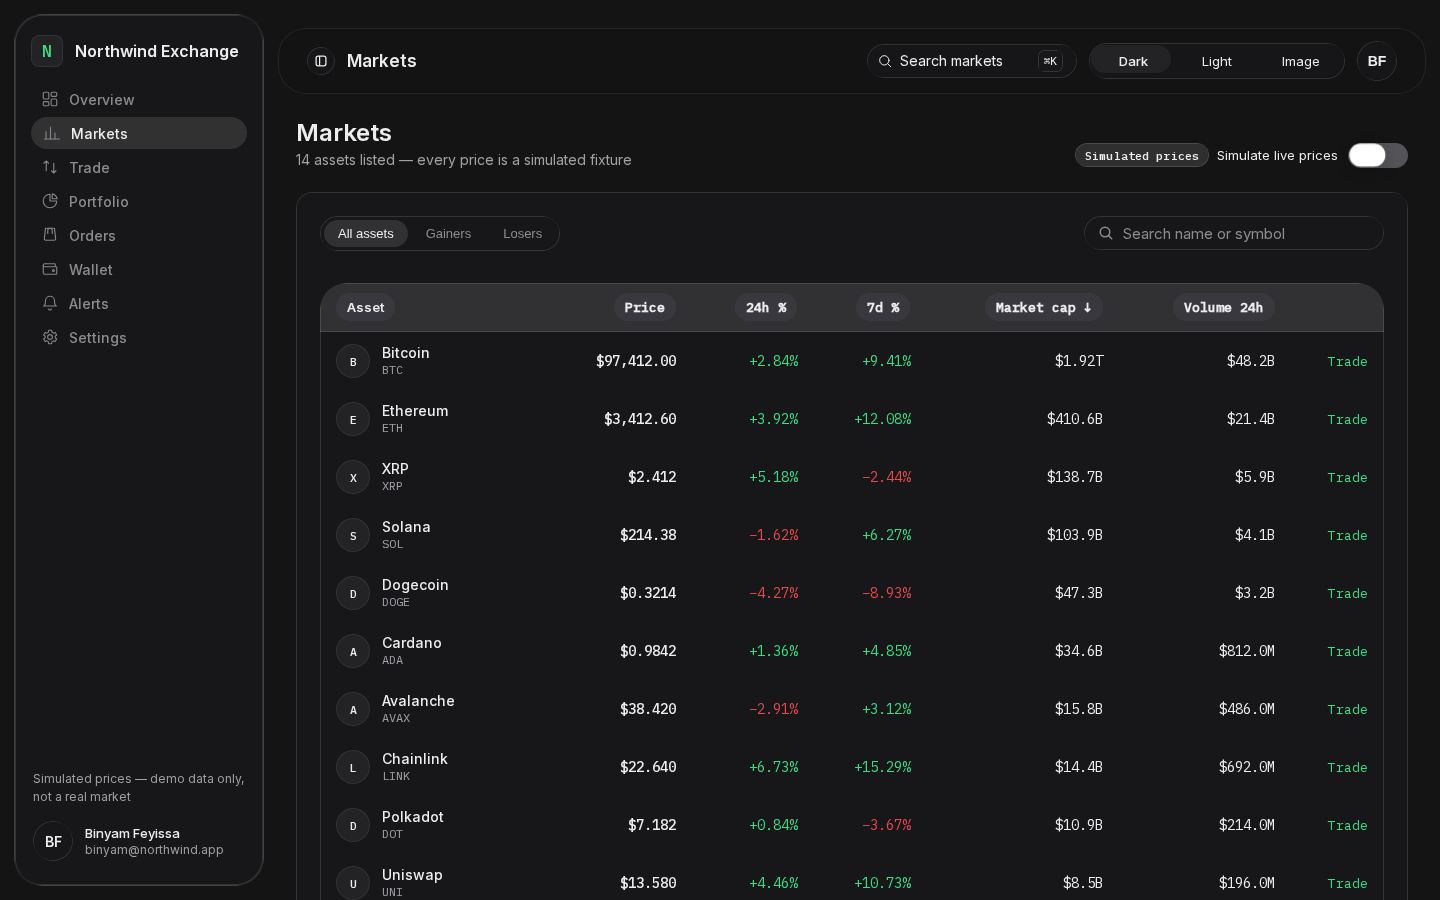 N Northwind Exchange
Overview
Markets
Trade
Portfolio
Orders
Wallet
Alerts
Settings
Simulated prices — demo data only,
not a real market
BF Binyam Feyissa
binyam@northwind.app
Markets Search markets ⌘K Dark Light Image BF
Markets
14 assets listed — every price is a simulated fixture
Simulated prices Simulate live prices
All assets Gainers Losers Search name or symbol
Asset Price 24h % 7d % Market cap ↓ Volume 24h
B Bitcoin $97,412.00 +2.84% +9.41% $1.92T $48.2B Trade
BTC
E Ethereum $3,412.60 +3.92% +12.08% $410.6B $21.4B Trade
ETH
X XRP $2.412 +5.18% −2.44% $138.7B $5.9B Trade
XRP
S Solana $214.38 −1.62% +6.27% $103.9B $4.1B Trade
SOL
D Dogecoin $0.3214 −4.27% −8.93% $47.3B $3.2B Trade
DOGE
A Cardano $0.9842 +1.36% +4.85% $34.6B $812.0M Trade
ADA
A Avalanche $38.420 −2.91% +3.12% $15.8B $486.0M Trade
AVAX
L Chainlink $22.640 +6.73% +15.29% $14.4B $692.0M Trade
LINK
D Polkadot $7.182 +0.84% −3.67% $10.9B $214.0M Trade
DOT
U Uniswap $13.580 +4.46% +10.73% $8.5B $196.0M Trade
UNI